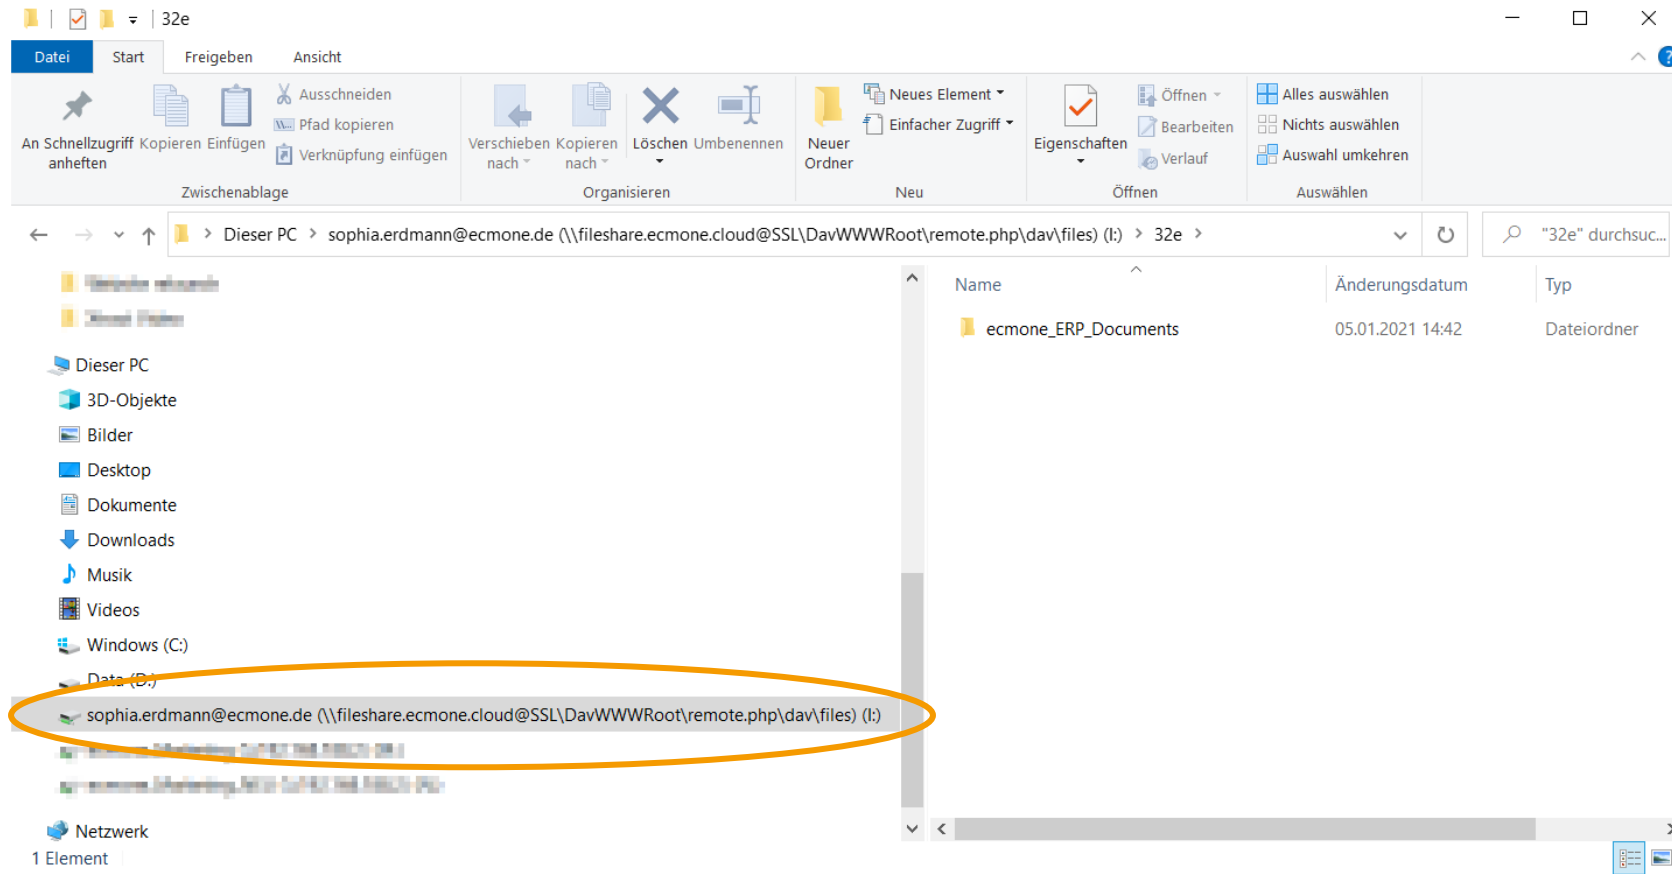 32e
Datei Start Freigeben Ansicht
An Schnellzugriff anheften
Kopieren
Einfügen
Ausschneiden
Pfad kopieren
Verknüpfung einfügen
Zwischenablage
Verschieben nach
Kopieren nach
Löschen
Umbenennen
Organisieren
Neuer Ordner
Neues Element
Einfacher Zugriff
Neu
Eigenschaften
Öffnen
Bearbeiten
Verlauf
Öffnen
Alles auswählen
Nichts auswählen
Auswahl umkehren
Auswählen
Dieser PC > sophia.erdmann@ecmone.de (\\fileshare.ecmone.cloud@SSL\DavWWWRoot\remote.php\dav\files) (I:) > 32e >
"32e" durchsuc...
Dieser PC
3D-Objekte
Bilder
Desktop
Dokumente
Downloads
Musik
Videos
Windows (C:)
Data (D:)
sophia.erdmann@ecmone.de (\\fileshare.ecmone.cloud@SSL\DavWWWRoot\remote.php\dav\files) (I:)
Netzwerk
Name Änderungsdatum Typ
ecmone_ERP_Documents 05.01.2021 14:42 Dateiordner
1 Element